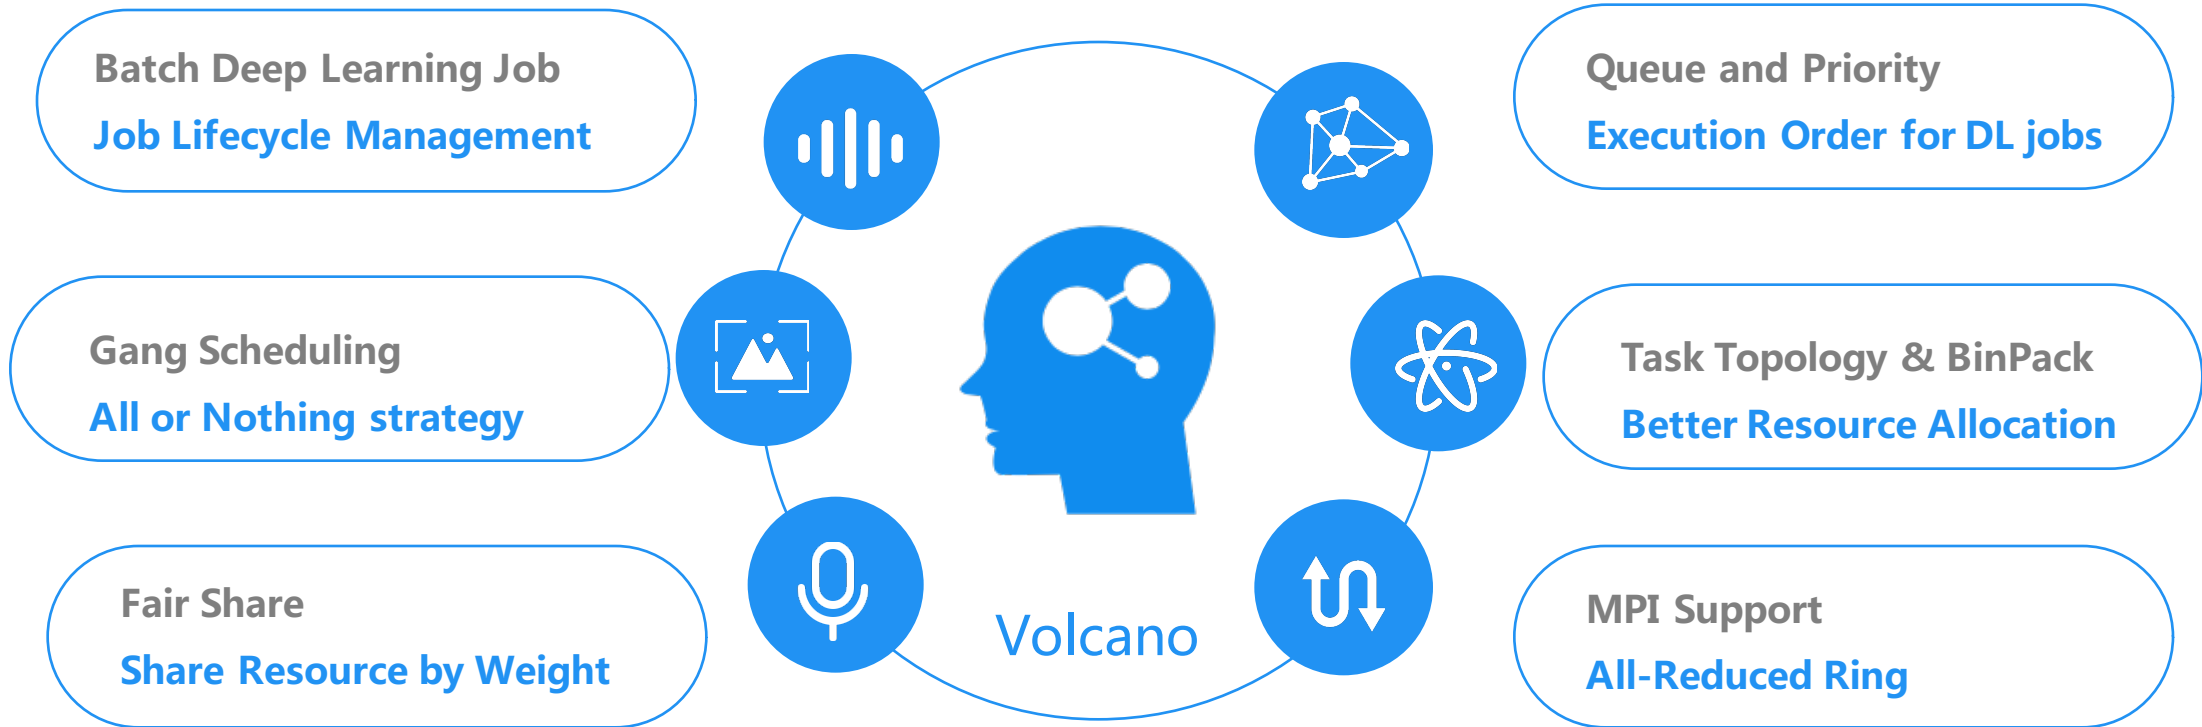 Batch Deep Learning Job
Job Lifecycle Management
Gang Scheduling
All or Nothing strategy
Fair Share
Share Resource by Weight
Volcano
Queue and Priority
Execution Order for DL jobs
Task Topology & BinPack
Better Resource Allocation
MPI Support
All-Reduced Ring